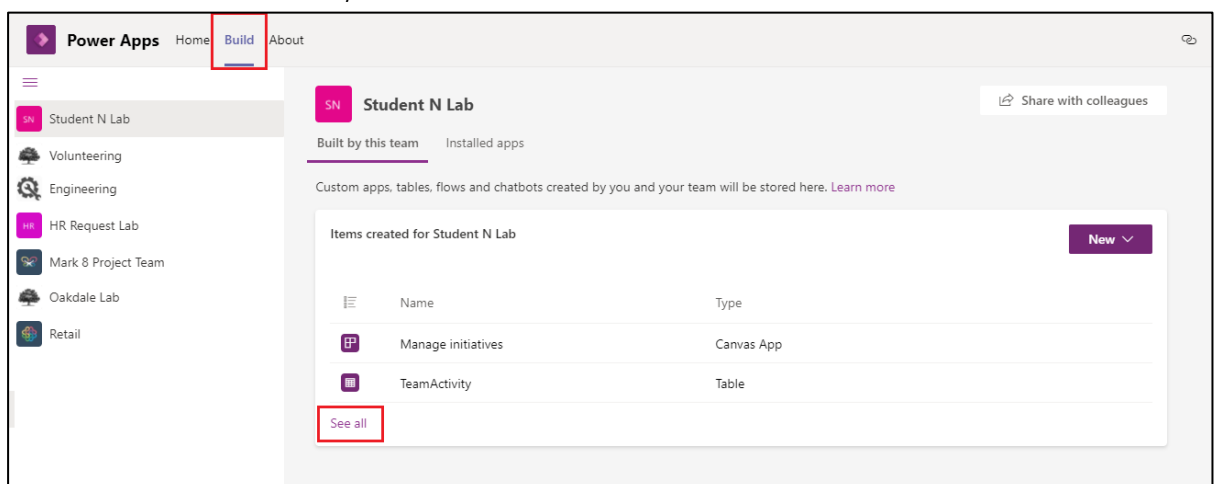 Power Apps Home Build About
SN Student N Lab
Volunteering
Engineering
HR HR Request Lab
Mark 8 Project Team
Oakdale Lab
Retail
SN Student N Lab
Share with colleagues
Built by this team Installed apps
Custom apps, tables, flows and chatbots created by you and your team will be stored here. Learn more
Items created for Student N Lab
New
Name Type
Manage initiatives Canvas App
TeamActivity Table
See all